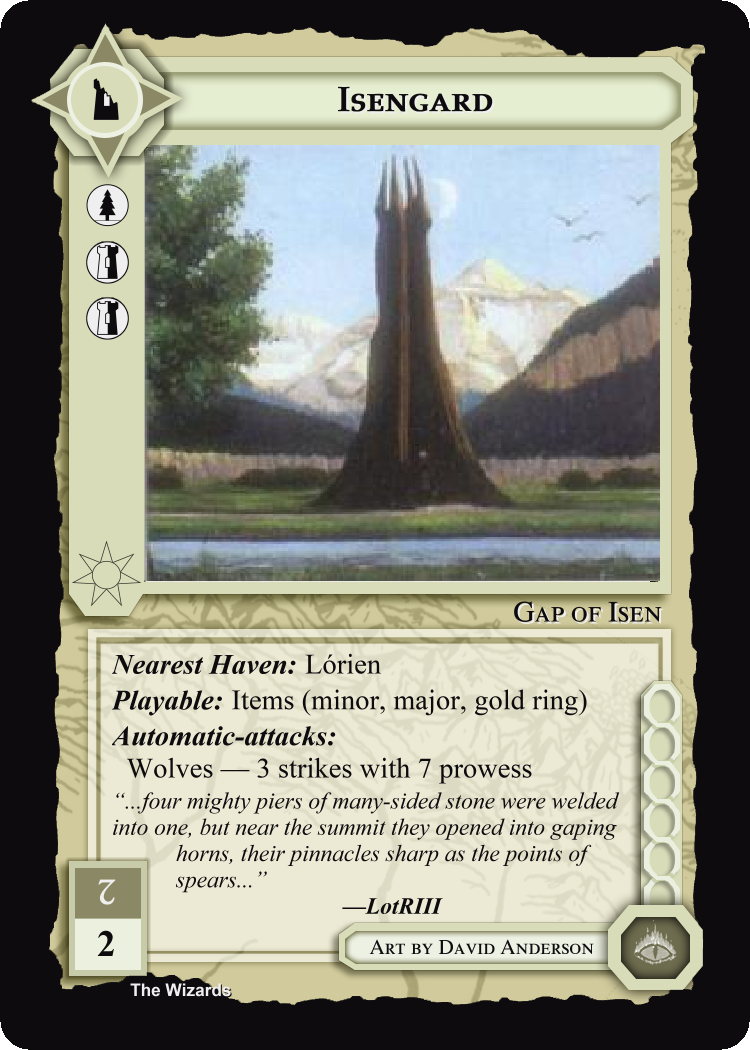 Isengard
Gap of Isen
Nearest Haven: Lórien
Playable: Items (minor, major, gold ring)
Automatic-attacks:
Wolves — 3 strikes with 7 prowess
“...four mighty piers of many-sided stone were welded
into one, but near the summit they opened into gaping
horns, their pinnacles sharp as the points of
spears...”
—LotRIII
2
Art by David Anderson
The Wizards